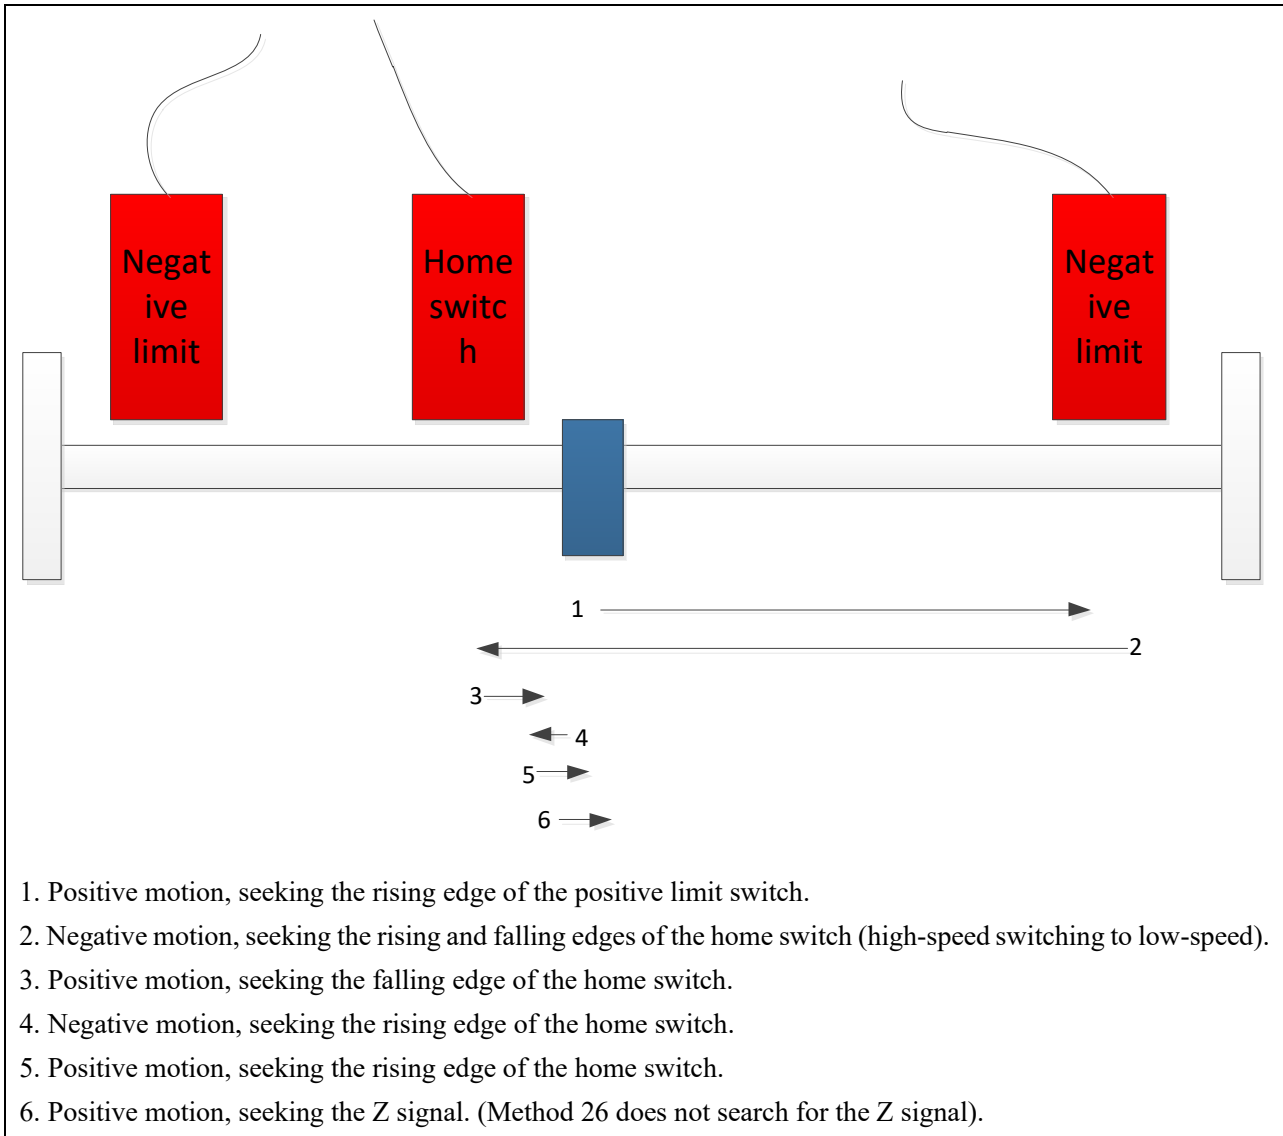 Negat
ive
limit
Home
switc
h
Negat
ive
limit
1
2
3
4
5
6
1. Positive motion, seeking the rising edge of the positive limit switch.
2. Negative motion, seeking the rising and falling edges of the home switch (high-speed switching to low-speed).
3. Positive motion, seeking the falling edge of the home switch.
4. Negative motion, seeking the rising edge of the home switch.
5. Positive motion, seeking the rising edge of the home switch.
6. Positive motion, seeking the Z signal. (Method 26 does not search for the Z signal).